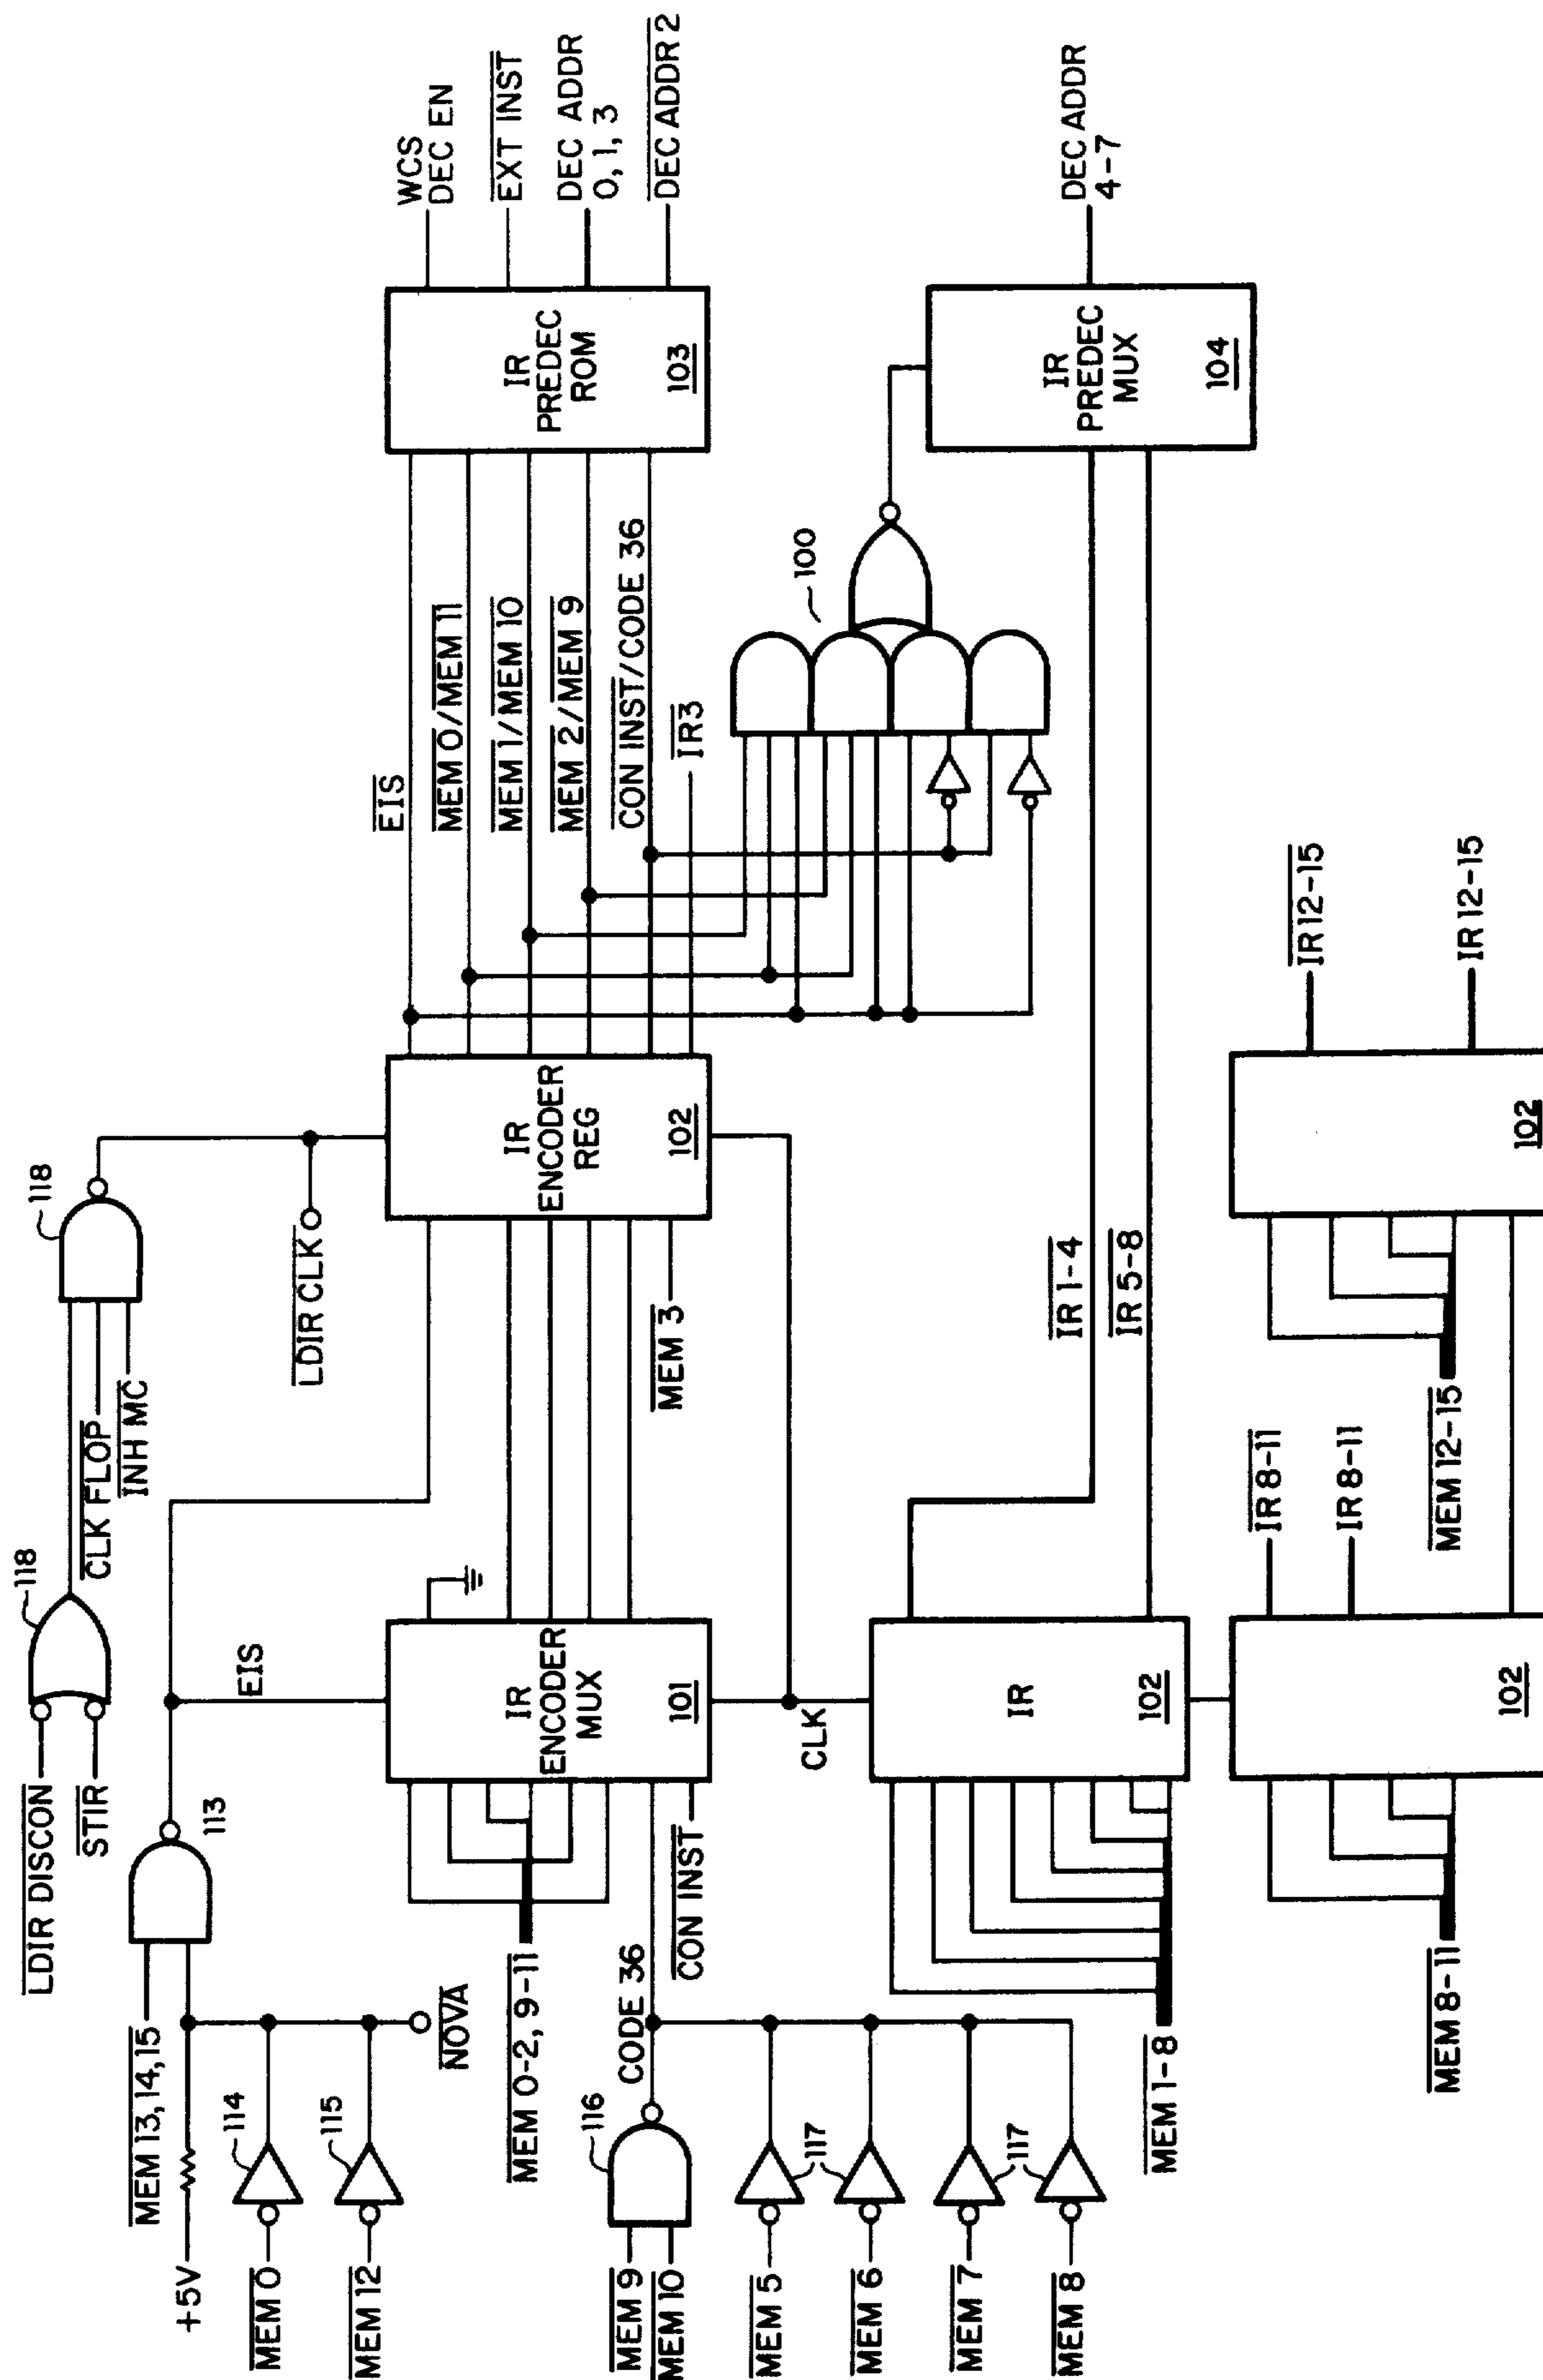 LDIR DISCON
STIR
118
118
CLK FLOP
INH MC
LDIR CLK
MEM 13, 14, 15
+5V
113
EIS
MEM 0
114
MEM 12
115
NOVA
MEM 0-2, 9-11
IR
ENCODER
MUX
101
IR
ENCODER
REG
102
EIS
MEM 0/MEM 11
MEM 1/MEM 10
MEM 2/MEM 9
CON INST/CODE 36
IR3
IR
PREDEC
ROM
103
WCS
DEC EN
EXT INST
DEC ADDR
0, 1, 3
DEC ADDR 2
MEM 9
MEM 10
116
CODE 36
CON INST
MEM 3
MEM 5
MEM 6
MEM 7
MEM 8
117
117
CLK
100
MEM 1-8
IR
102
IR 1-4
IR 5-8
IR
PREDEC
MUX
104
DEC ADDR
4-7
MEM 8-11
102
IR 8-11
IR 8-11
MEM 12-15
102
IR 12-15
IR 12-15